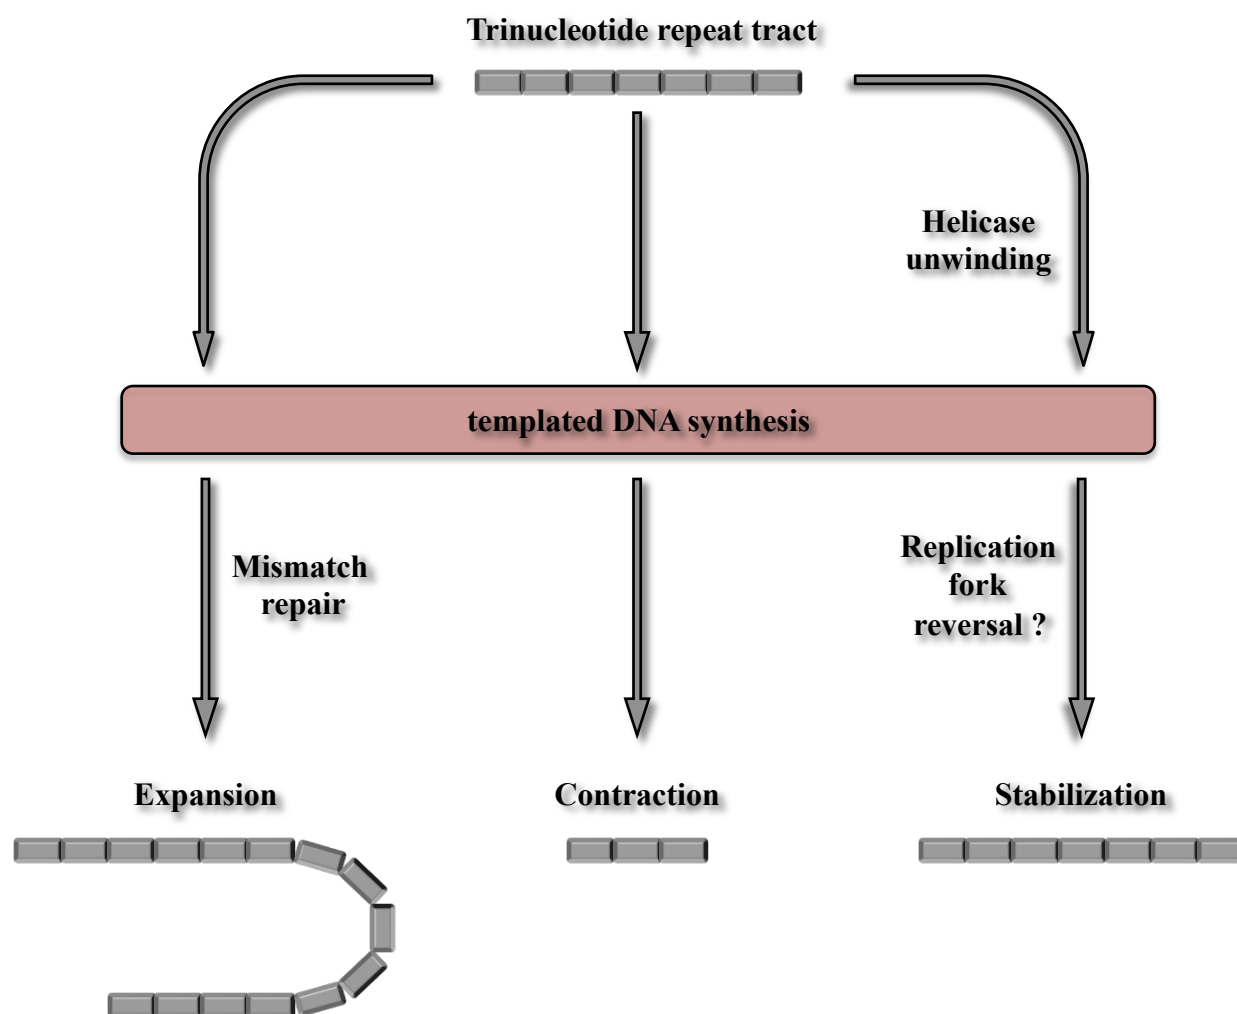 Trinucleotide repeat tract
Helicase
unwinding
templated DNA synthesis
Mismatch
repair
Replication
fork
reversal ?
Expansion
Contraction
Stabilization